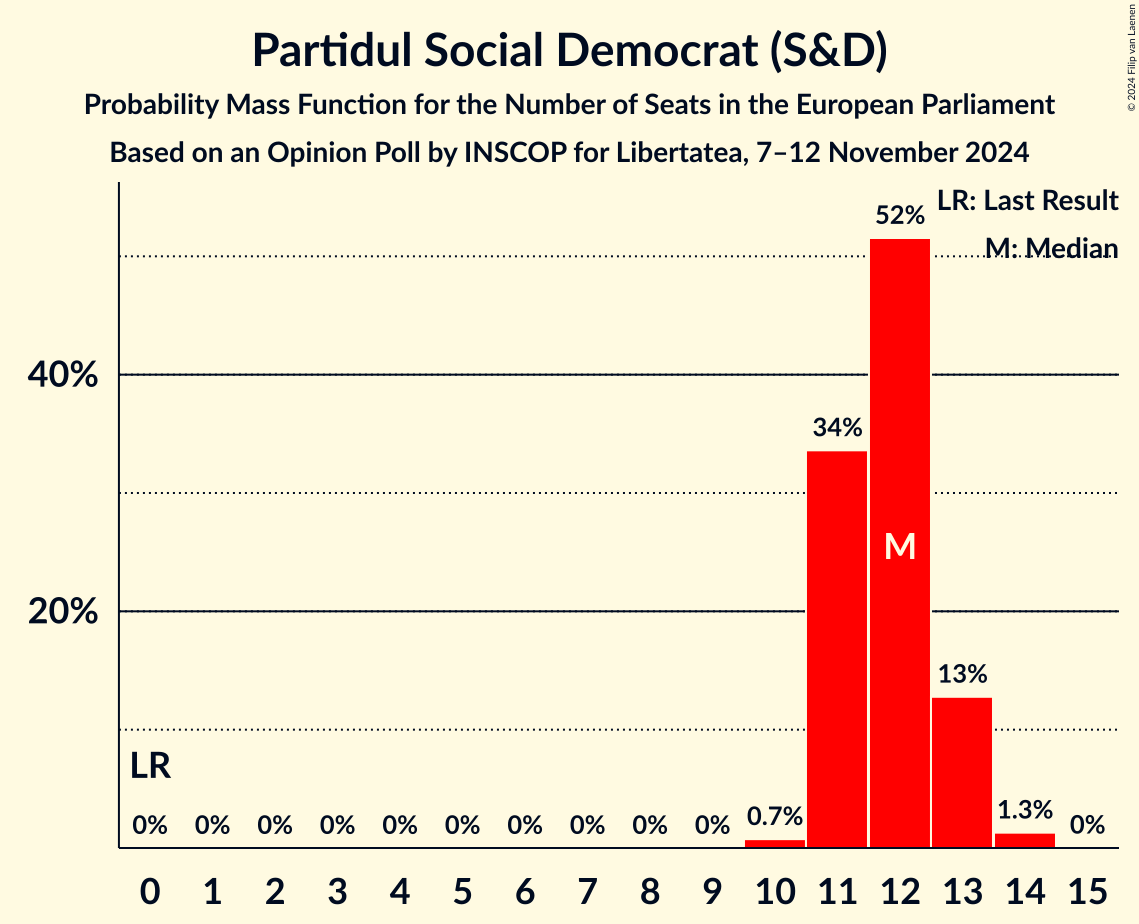 Partidul Social Democrat (S&D)
Probability Mass Function for the Number of Seats in the European Parliament
Based on an Opinion Poll by INSCOP for Libertatea, 7–12 November 2024
© 2024 Filip van Laenen
LR: Last Result
M: Median
52%
40%
34%
M
20%
13%
LR
0% 0% 0% 0% 0% 0% 0% 0% 0% 0% 0.7% 1.3% 0%
0 1 2 3 4 5 6 7 8 9 10 11 12 13 14 15